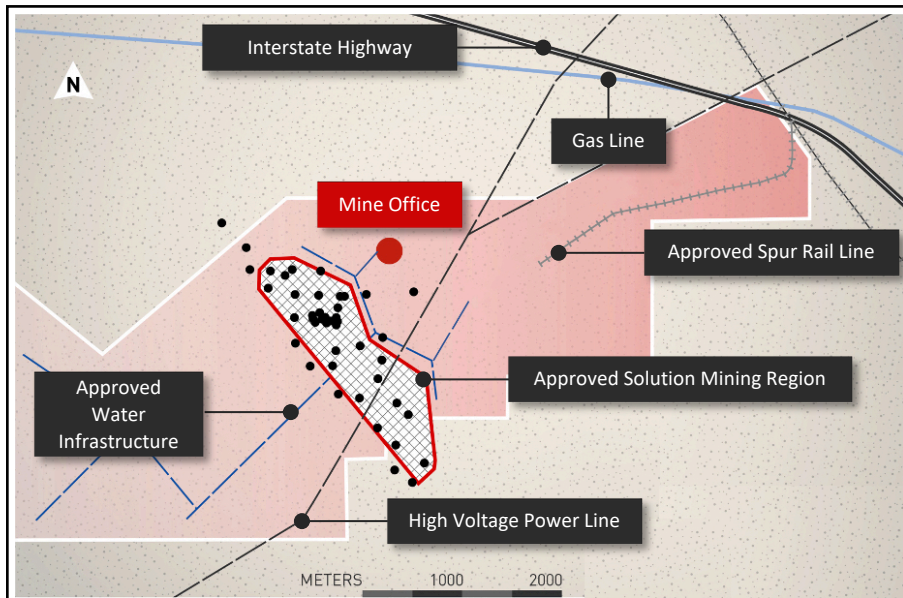 Interstate Highway
N
Gas Line
Mine Office
Approved Spur Rail Line
Approved
Water
Infrastructure
Approved Solution Mining Region
High Voltage Power Line
METERS 1000 2000